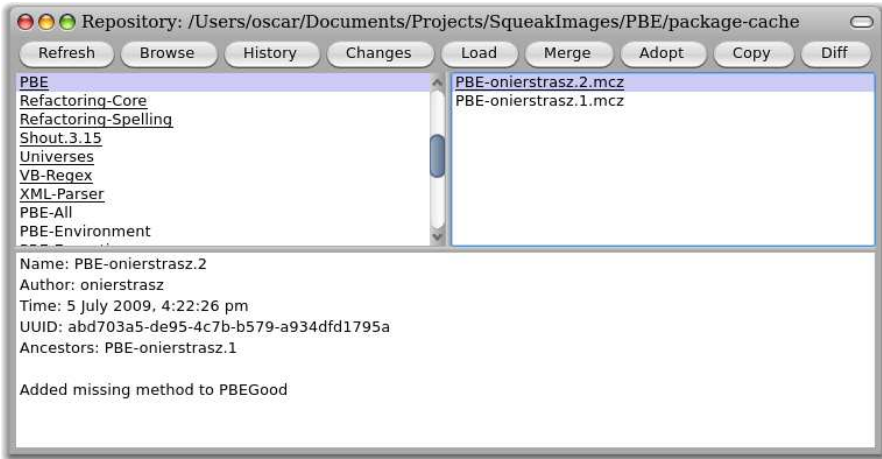 Repository: /Users/oscar/Documents/Projects/SqueakImages/PBE/package-cache
Refresh Browse History Changes Load Merge Adopt Copy Diff
PBE
Refactoring-Core
Refactoring-Spelling
Shout.3.15
Universes
VB-Regex
XML-Parser
PBE-All
PBE-Environment
PBE-onierstrasz.2.mcz
PBE-onierstrasz.1.mcz
Name: PBE-onierstrasz.2
Author: onierstrasz
Time: 5 July 2009, 4:22:26 pm
UUID: abd703a5-de95-4c7b-b579-a934dfd1795a
Ancestors: PBE-onierstrasz.1
Added missing method to PBEGood